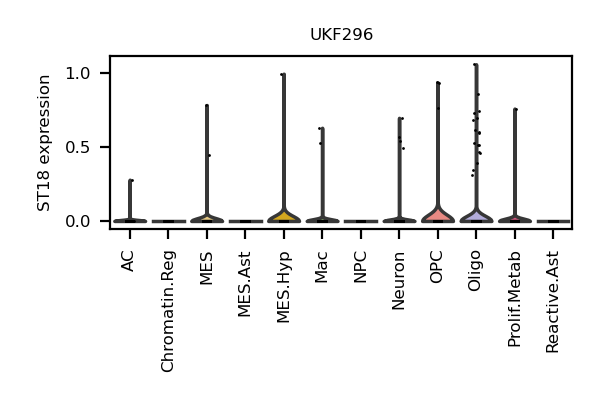 UKF296
ST18 expression
1.0
0.5
0.0
AC
Chromatin.Reg
MES
MES.Ast
MES.Hyp
Mac
NPC
Neuron
OPC
Oligo
Prolif.Metab
Reactive.Ast